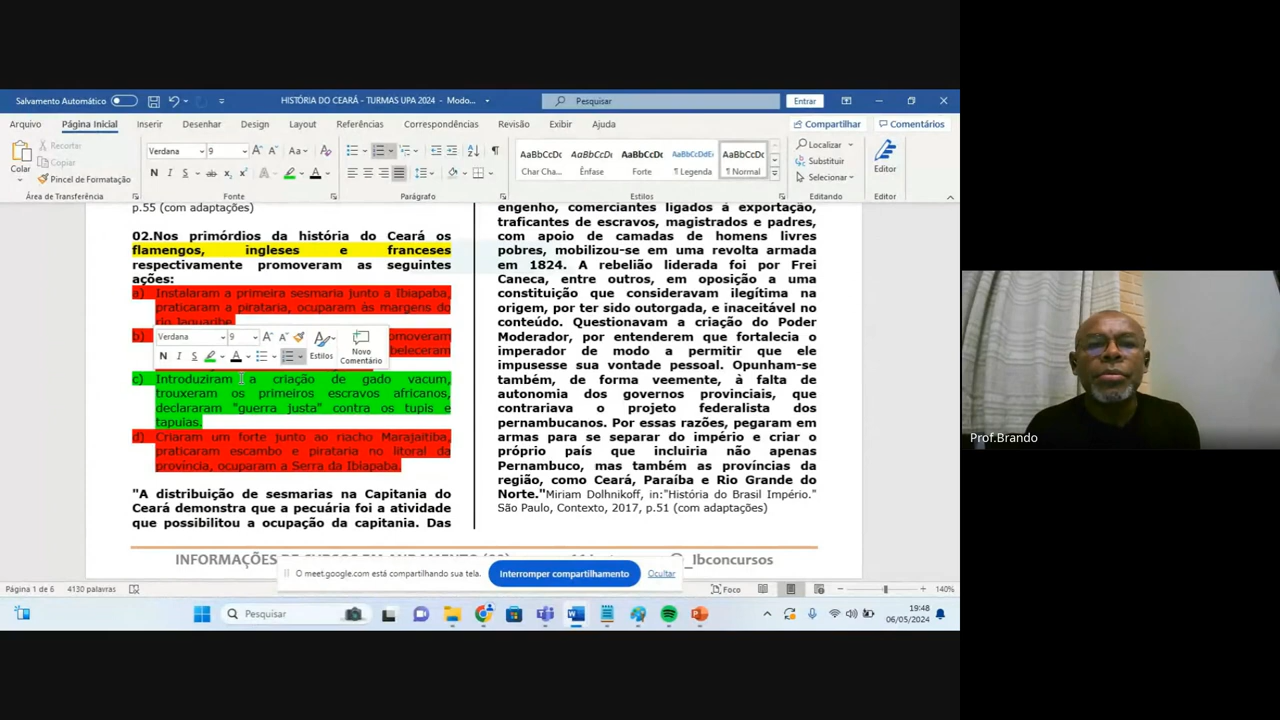 Salvamento Automático
HISTÓRIA DO CEARÁ - TURMAS UPA 2024 - Modo...
Pesquisar
Entrar
Arquivo
Página Inicial
Inserir
Desenhar
Design
Layout
Referências
Correspondências
Revisão
Exibir
Ajuda
Compartilhar
Comentários
Colar
Recortar
Copiar
Pincel de Formatação
Área de Transferência
Verdana
9
Fonte
Parágrafo
AaBbCcDc
Char Cha...
AaBbCcDc
Ênfase
AaBbCcDc
Forte
AaBbCcDdEe
¶ Legenda
AaBbCcDc
¶ Normal
Estilos
Localizar
Substituir
Selecionar
Editando
Editor
Editor
p.55 (com adaptações)
02.Nos primórdios da história do Ceará os
flamengos, ingleses e franceses
respectivamente promoveram as seguintes
ações:
a) Instalaram a primeira sesmaria junto a Ibiapaba,
praticaram a pirataria, ocuparam às margens do
rio Jaguaribe.
b)
Verdana
9
N I S
Estilos
Novo
Comentário
c) Introduziram a criação de gado vacum,
trouxeram os primeiros escravos africanos,
declararam "guerra justa" contra os tupis e
tapuias.
d) Criaram um forte junto ao riacho Marajaitiba,
praticaram escambo e pirataria no litoral da
província, ocuparam a Serra da Ibiapaba.
"A distribuição de sesmarias na Capitania do
Ceará demonstra que a pecuária foi a atividade
que possibilitou a ocupação da capitania. Das
engenho, comerciantes ligados á exportação,
traficantes de escravos, magistrados e padres,
com apoio de camadas de homens livres
pobres, mobilizou-se em uma revolta armada
em 1824. A rebelião liderada foi por Frei
Caneca, entre outros, em oposição a uma
constituição que consideravam ilegítima na
origem, por ter sido outorgada, e inaceitável no
conteúdo. Questionavam a criação do Poder
Moderador, por entenderem que fortalecia o
imperador de modo a permitir que ele
impusesse sua vontade pessoal. Opunham-se
também, de forma veemente, à falta de
autonomia dos governos provinciais, que
contrariava o projeto federalista dos
pernambucanos. Por essas razões, pegaram em
armas para se separar do império e criar o
próprio país que incluiria não apenas
Pernambuco, mas também as províncias da
região, como Ceará, Paraíba e Rio Grande do
Norte."Miriam Dolhnikoff, in:"História do Brasil Império."
São Paulo, Contexto, 2017, p.51 (com adaptações)
_lbconcursos
O meet.google.com está compartilhando sua tela.
Interromper compartilhamento
Ocultar
Página 1 de 6
4130 palavras
Foco
140%
Pesquisar
19:48
06/05/2024
Prof.Brando